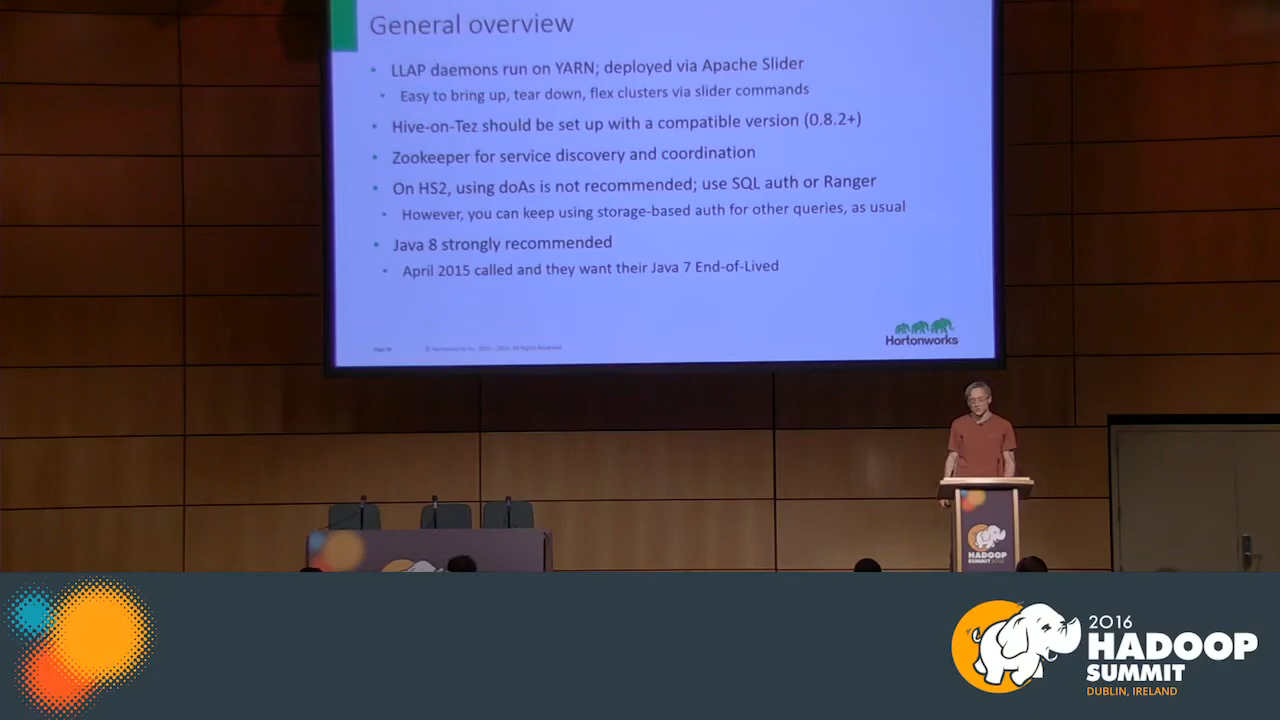 General overview
• LLAP daemons run on YARN; deployed via Apache Slider
• Easy to bring up, tear down, flex clusters via slider commands
• Hive-on-Tez should be set up with a compatible version (0.8.2+)
• Zookeeper for service discovery and coordination
• On HS2, using doAs is not recommended; use SQL auth or Ranger
• However, you can keep using storage-based auth for other queries, as usual
• Java 8 strongly recommended
• April 2015 called and they want their Java 7 End-of-Lived
Hortonworks
HADOOP
SUMMIT
2016
HADOOP
SUMMIT
DUBLIN, IRELAND